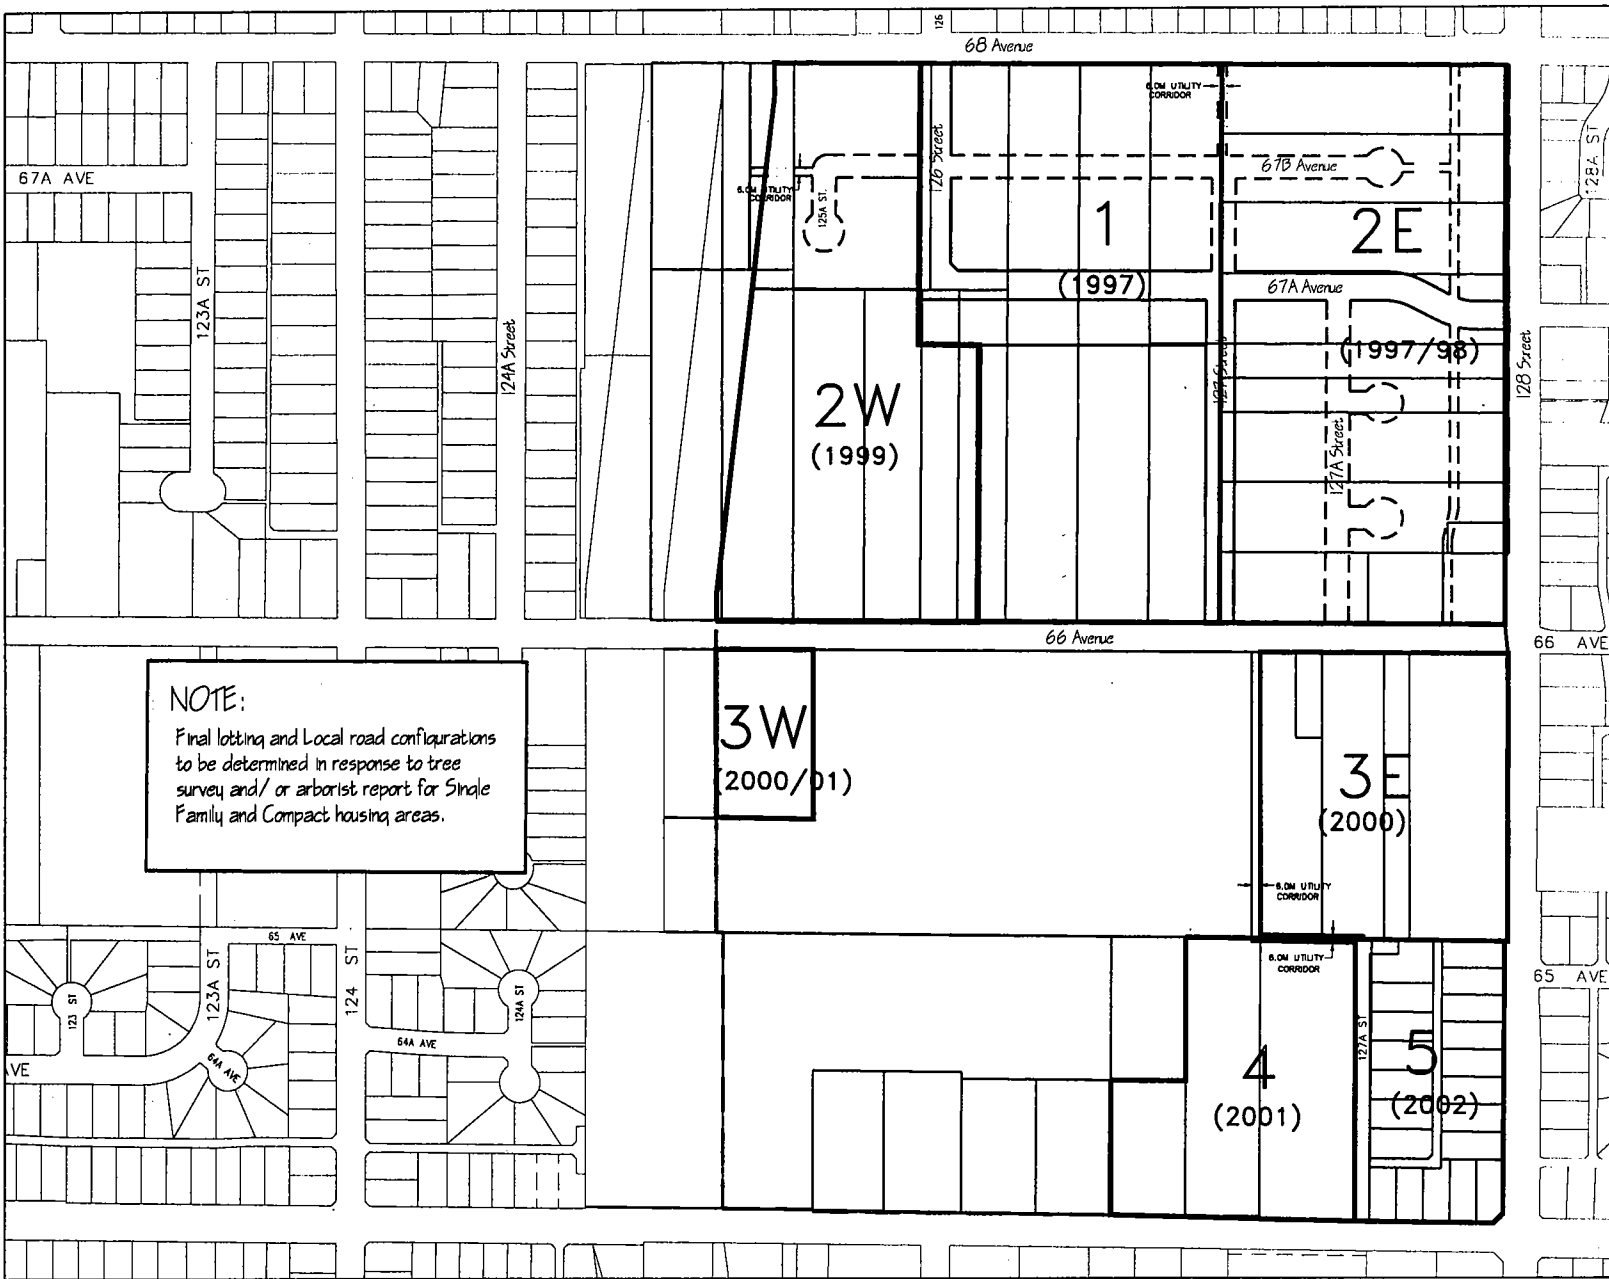 126
68 Avenue
6.0M UTILITY
CORRIDOR
67A AVE
126 Street
67B Avenue
128A ST
6.0M UTILITY
CORRIDOR
125A ST.
1
(1997)
2E
67A Avenue
123A ST
124A Street
(1997/98)
128 Street
127 Street
2W
(1999)
127A Street
66 Avenue
66 AVE
NOTE:
Final lotting and Local road configurations
to be determined in response to tree
survey and/ or arborist report for Single
Family and Compact housing areas.
3W
(2000/01)
3E
(2000)
6.0M UTILITY
CORRIDOR
65 AVE
6.0M UTILITY
CORRIDOR
65 AVE
123 ST
123A ST
124 ST
124A ST
127A ST
64A AVE
64A AVE
VE
4
(2001)
5
(2002)